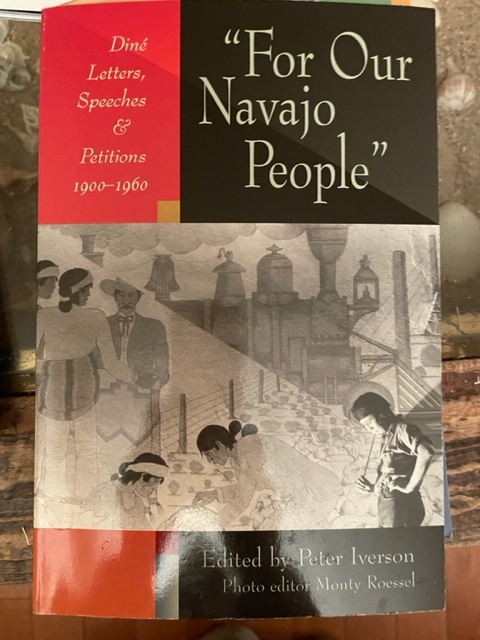 Diné
Letters,
Speeches
&
Petitions
1900–1960
“For Our
Navajo
People”
Edited by Peter Iverson
Photo editor Monty Roessel